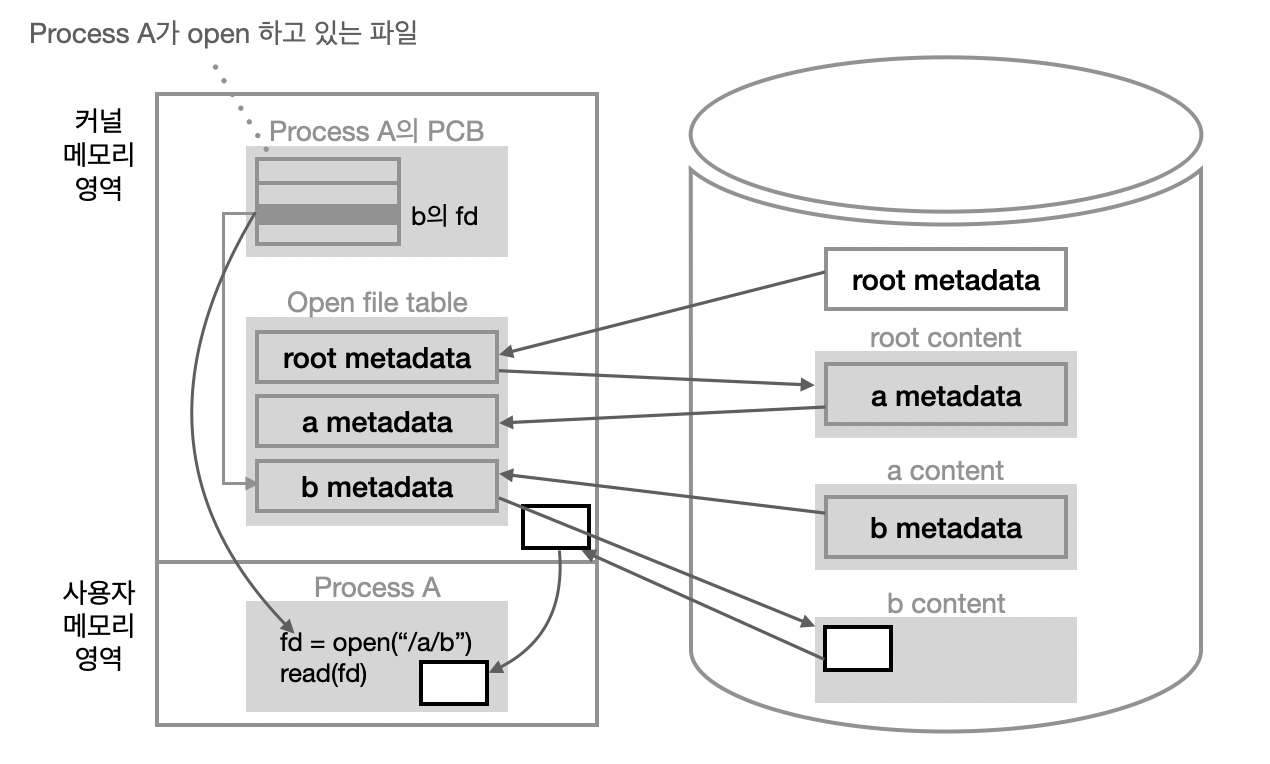 Process A가 open 하고 있는 파일
커널
메모리
영역
Process A의 PCB
b의 fd
Open file table
root metadata
a metadata
b metadata
사용자
메모리
영역
Process A
fd = open(“/a/b”)
read(fd)
root metadata
root content
a metadata
a content
b metadata
b content